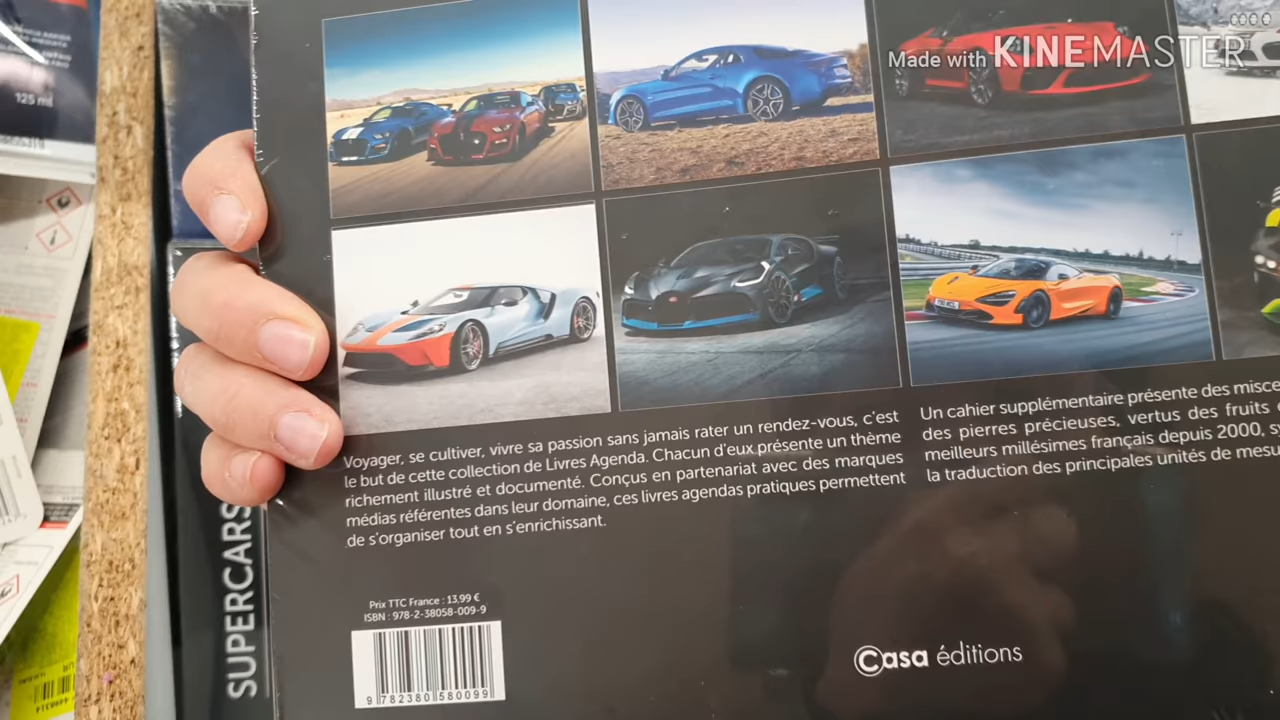 Made with KINEMASTER
125 ml
Voyager, se cultiver, vivre sa passion sans jamais rater un rendez-vous, c'est
le but de cette collection de Livres Agenda. Chacun d'eux présente un thème
richement illustré et documenté. Conçus en partenariat avec des marques
médias référentes dans leur domaine, ces livres agendas pratiques permettent
de s'organiser tout en s'enrichissant.
Un cahier supplémentaire présente des misce
des pierres précieuses, vertus des fruits
meilleurs millésimes français depuis 2000, sy
la traduction des principales unités de mesu
SUPERCARS
Prix TTC France : 13,99 €
ISBN : 978-2-38058-009-9
9 782380 580099
Casa éditions